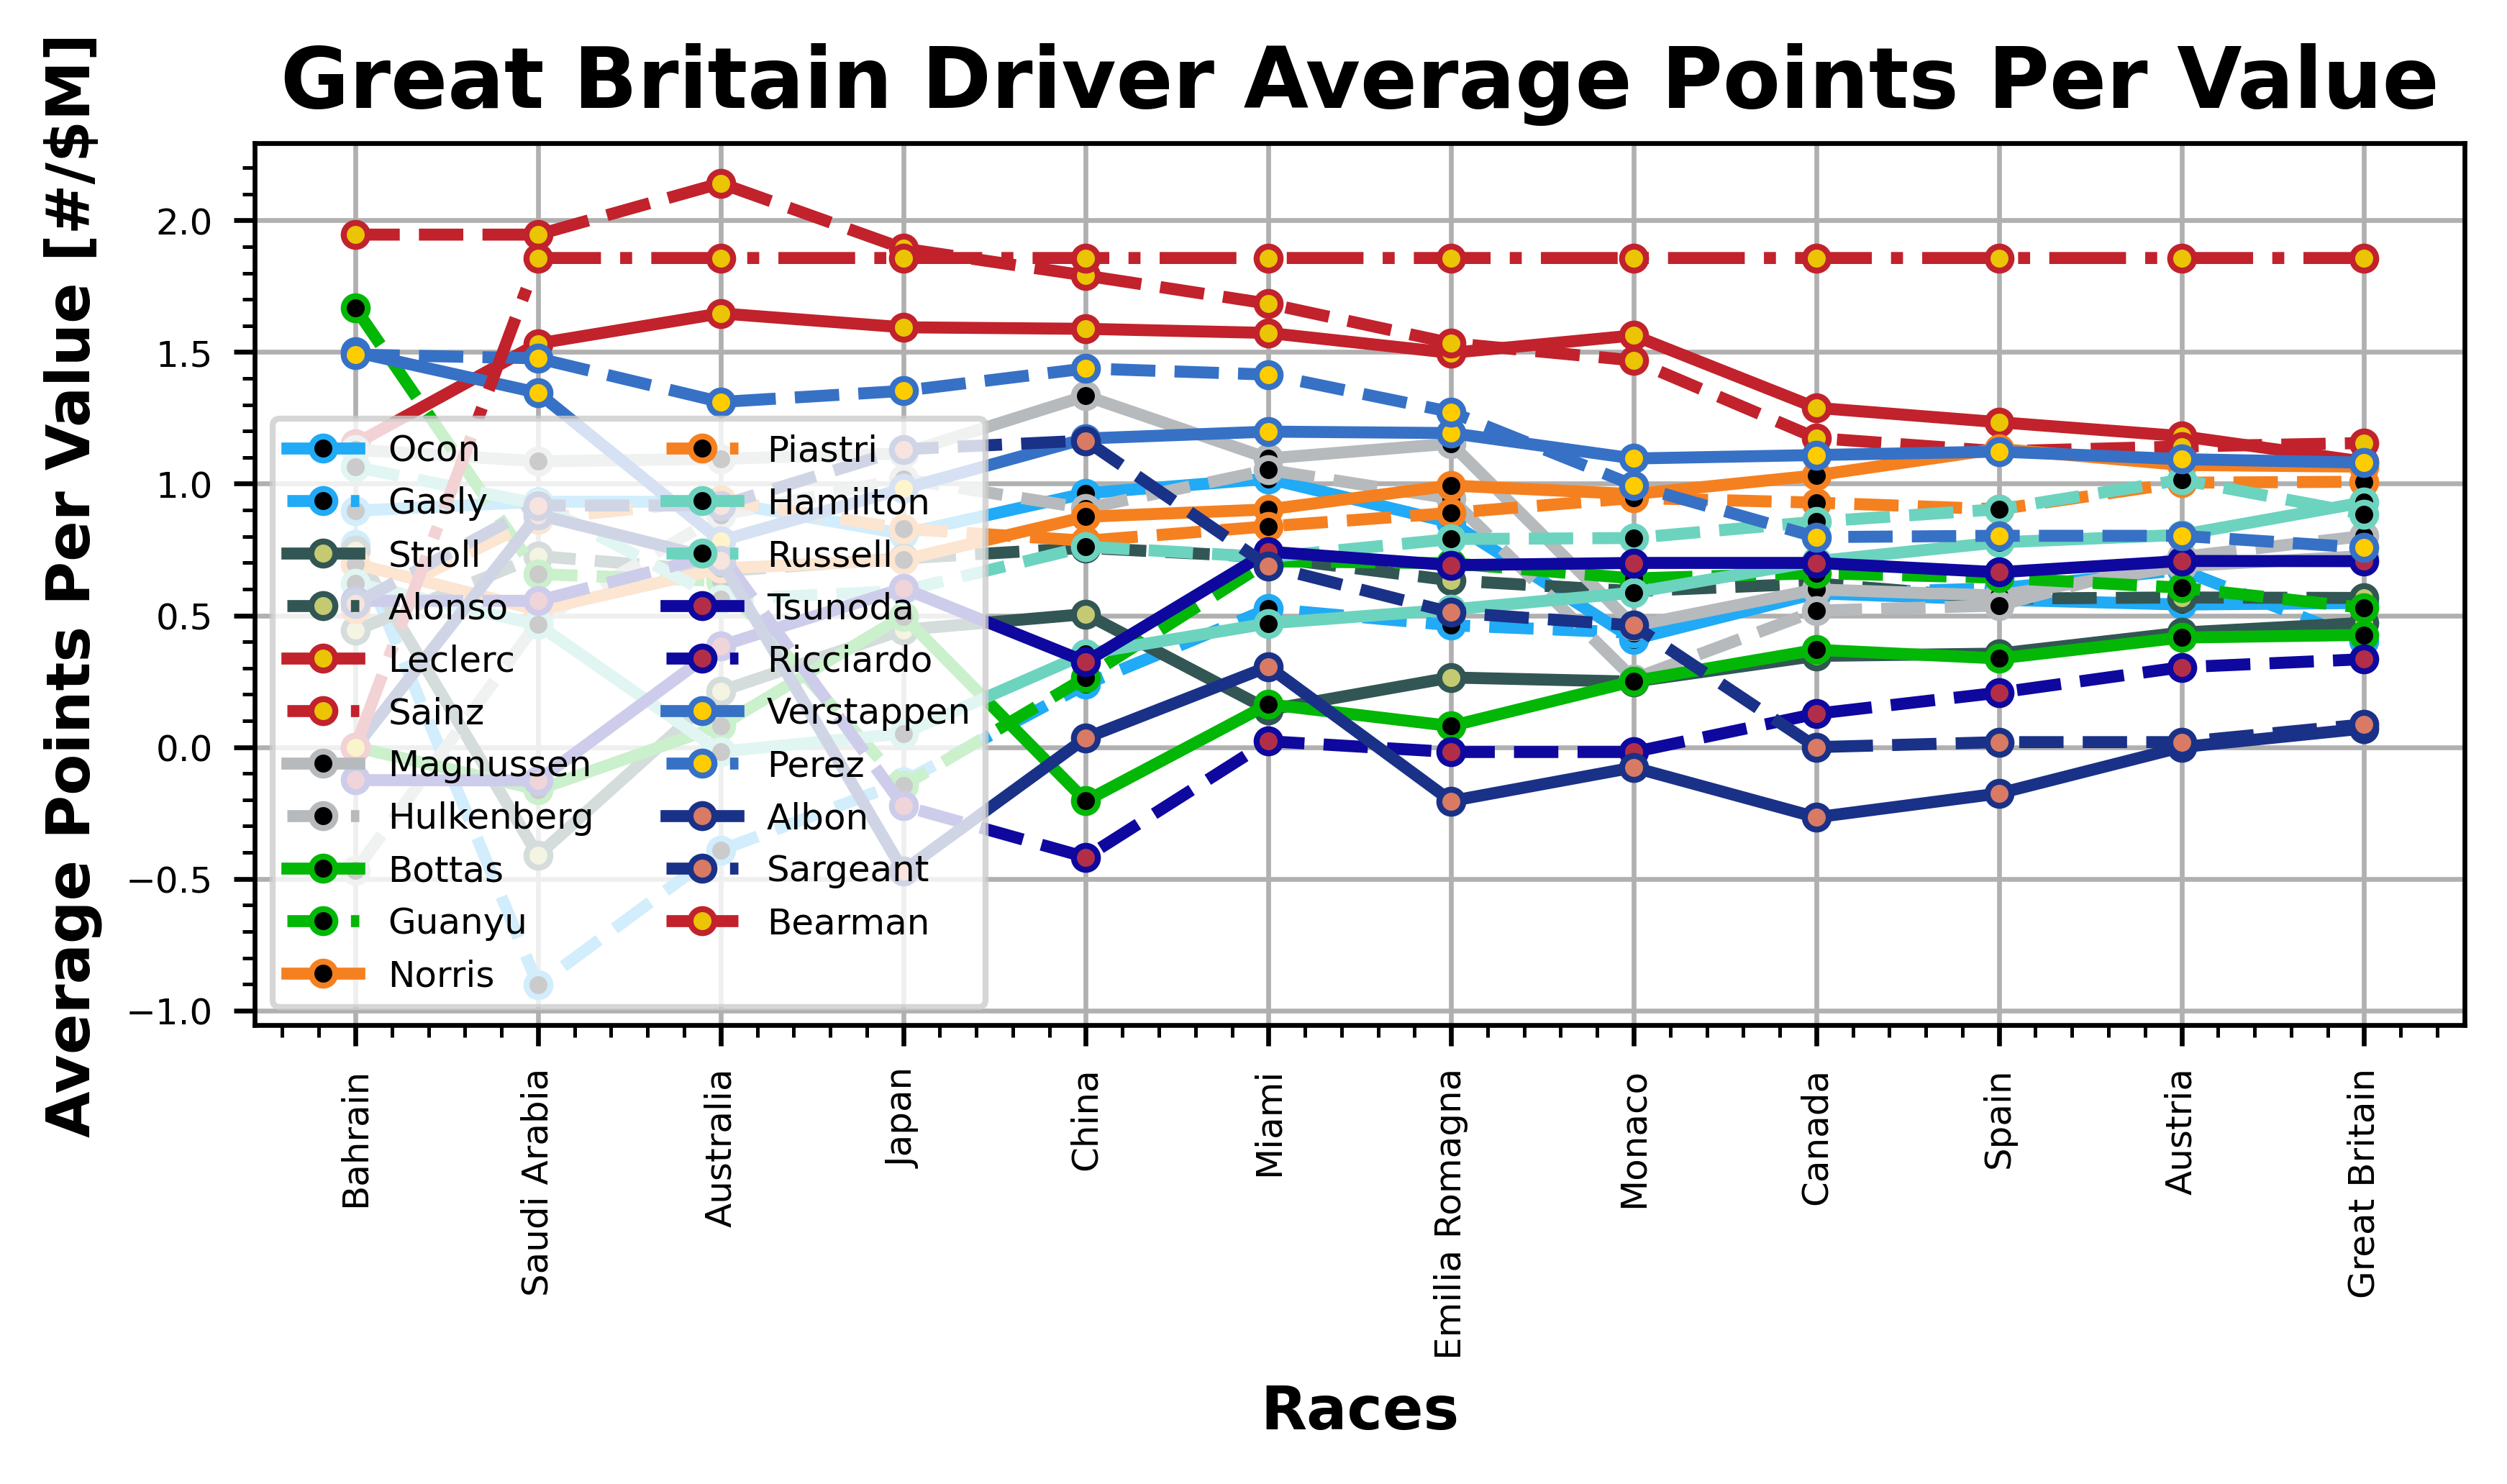 Great Britain Driver Average Points Per Value
Average Points Per Value [#/$M]
2.0
1.5
1.0
0.5
0.0
−0.5
−1.0
Ocon
Gasly
Stroll
Alonso
Leclerc
Sainz
Magnussen
Hulkenberg
Bottas
Guanyu
Norris
Piastri
Hamilton
Russell
Tsunoda
Ricciardo
Verstappen
Perez
Albon
Sargeant
Bearman
Bahrain
Saudi Arabia
Australia
Japan
China
Miami
Emilia Romagna
Monaco
Canada
Spain
Austria
Great Britain
Races